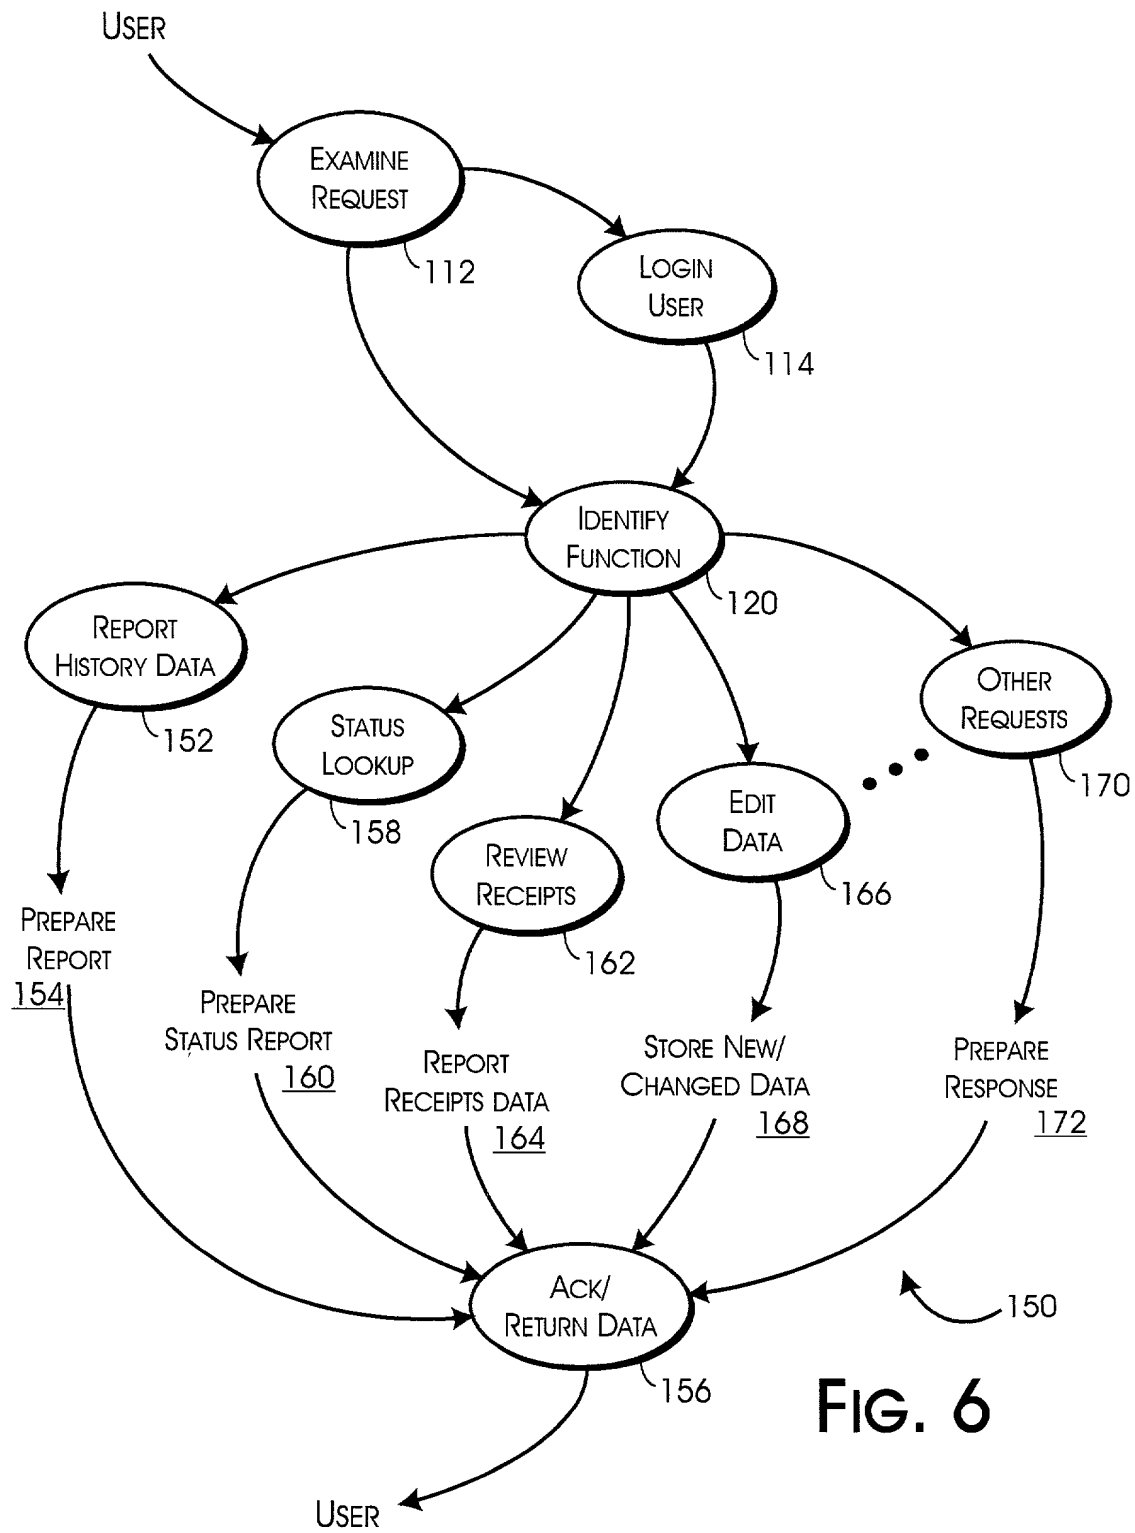 USER
EXAMINE
REQUEST
112
LOGIN
USER
114
IDENTIFY
FUNCTION
120
REPORT
HISTORY DATA
152
STATUS
LOOKUP
158
REVIEW
RECEIPTS
162
EDIT
DATA
166
OTHER
REQUESTS
170
PREPARE
REPORT
154
PREPARE
STATUS REPORT
160
REPORT
RECEIPTS DATA
164
STORE NEW/
CHANGED DATA
168
PREPARE
RESPONSE
172
ACK/
RETURN DATA
156
150
FIG. 6
USER